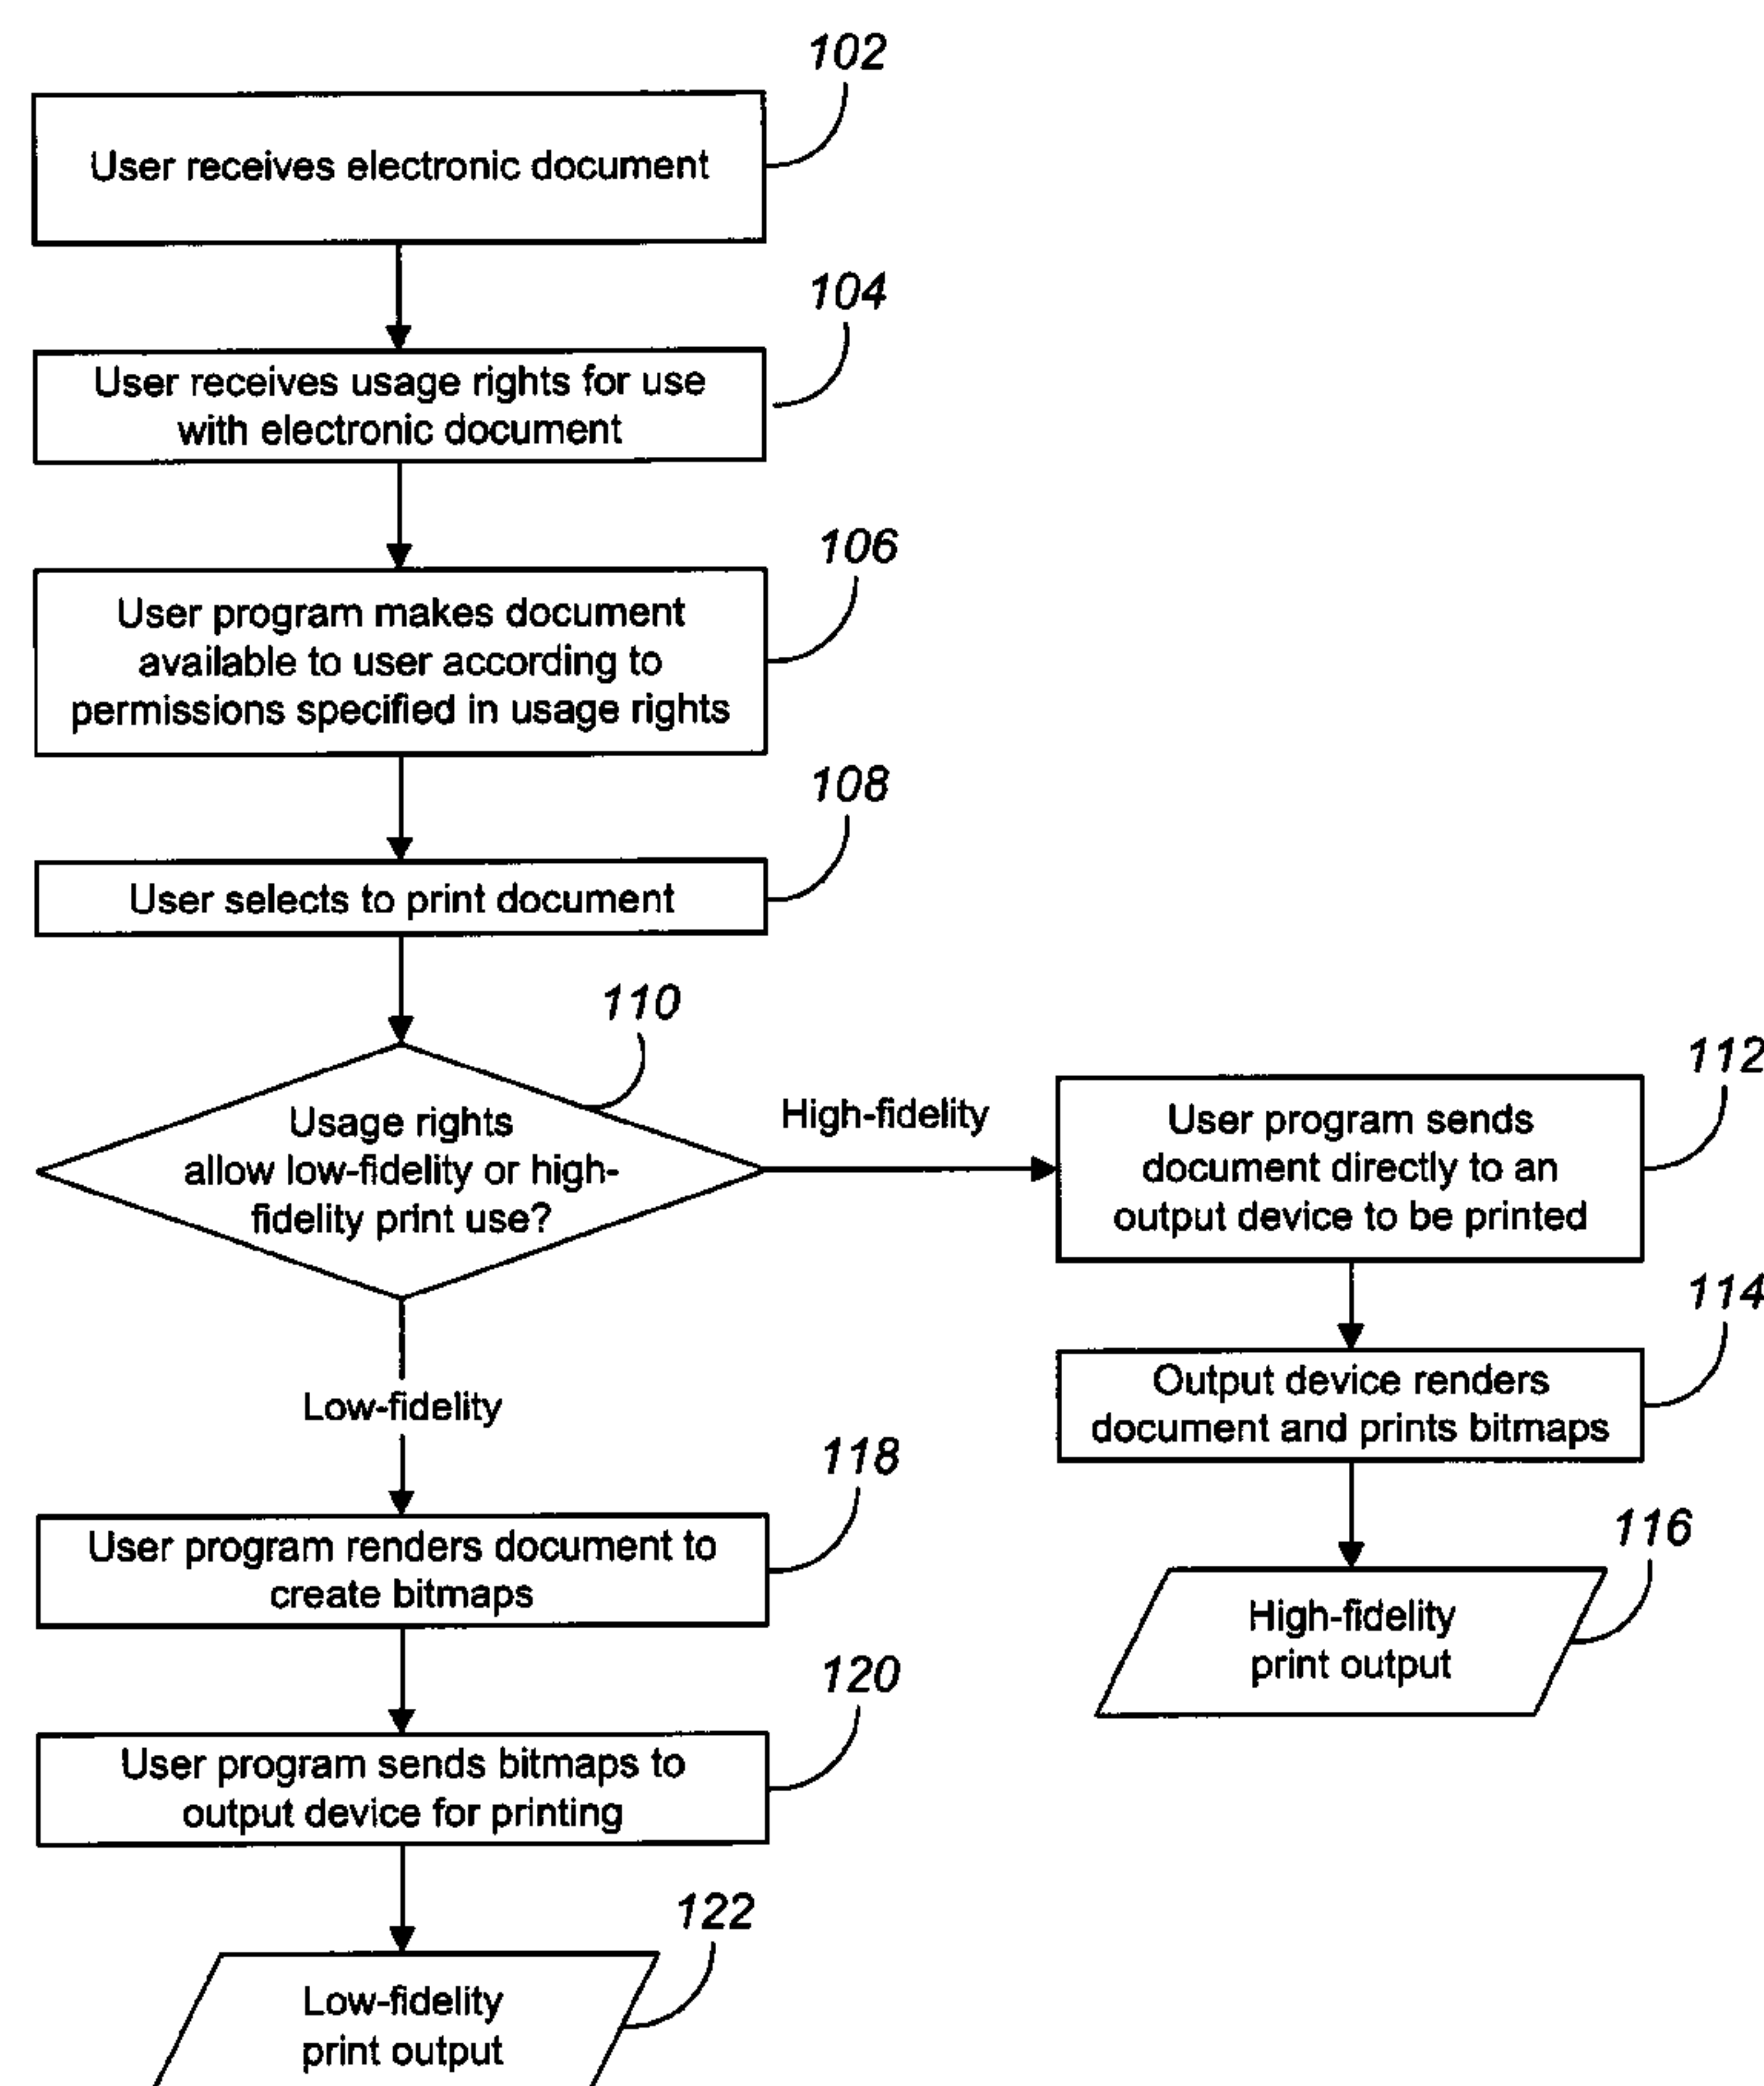 102
User receives electronic document
104
User receives usage rights for use
with electronic document
106
User program makes document
available to user according to
permissions specified in usage rights
108
User selects to print document
110
Usage rights
allow low-fidelity or high-
fidelity print use?
High-fidelity
112
User program sends
document directly to an
output device to be printed
114
Output device renders
document and prints bitmaps
116
High-fidelity
print output
Low-fidelity
118
User program renders document to
create bitmaps
120
User program sends bitmaps to
output device for printing
122
Low-fidelity
print output